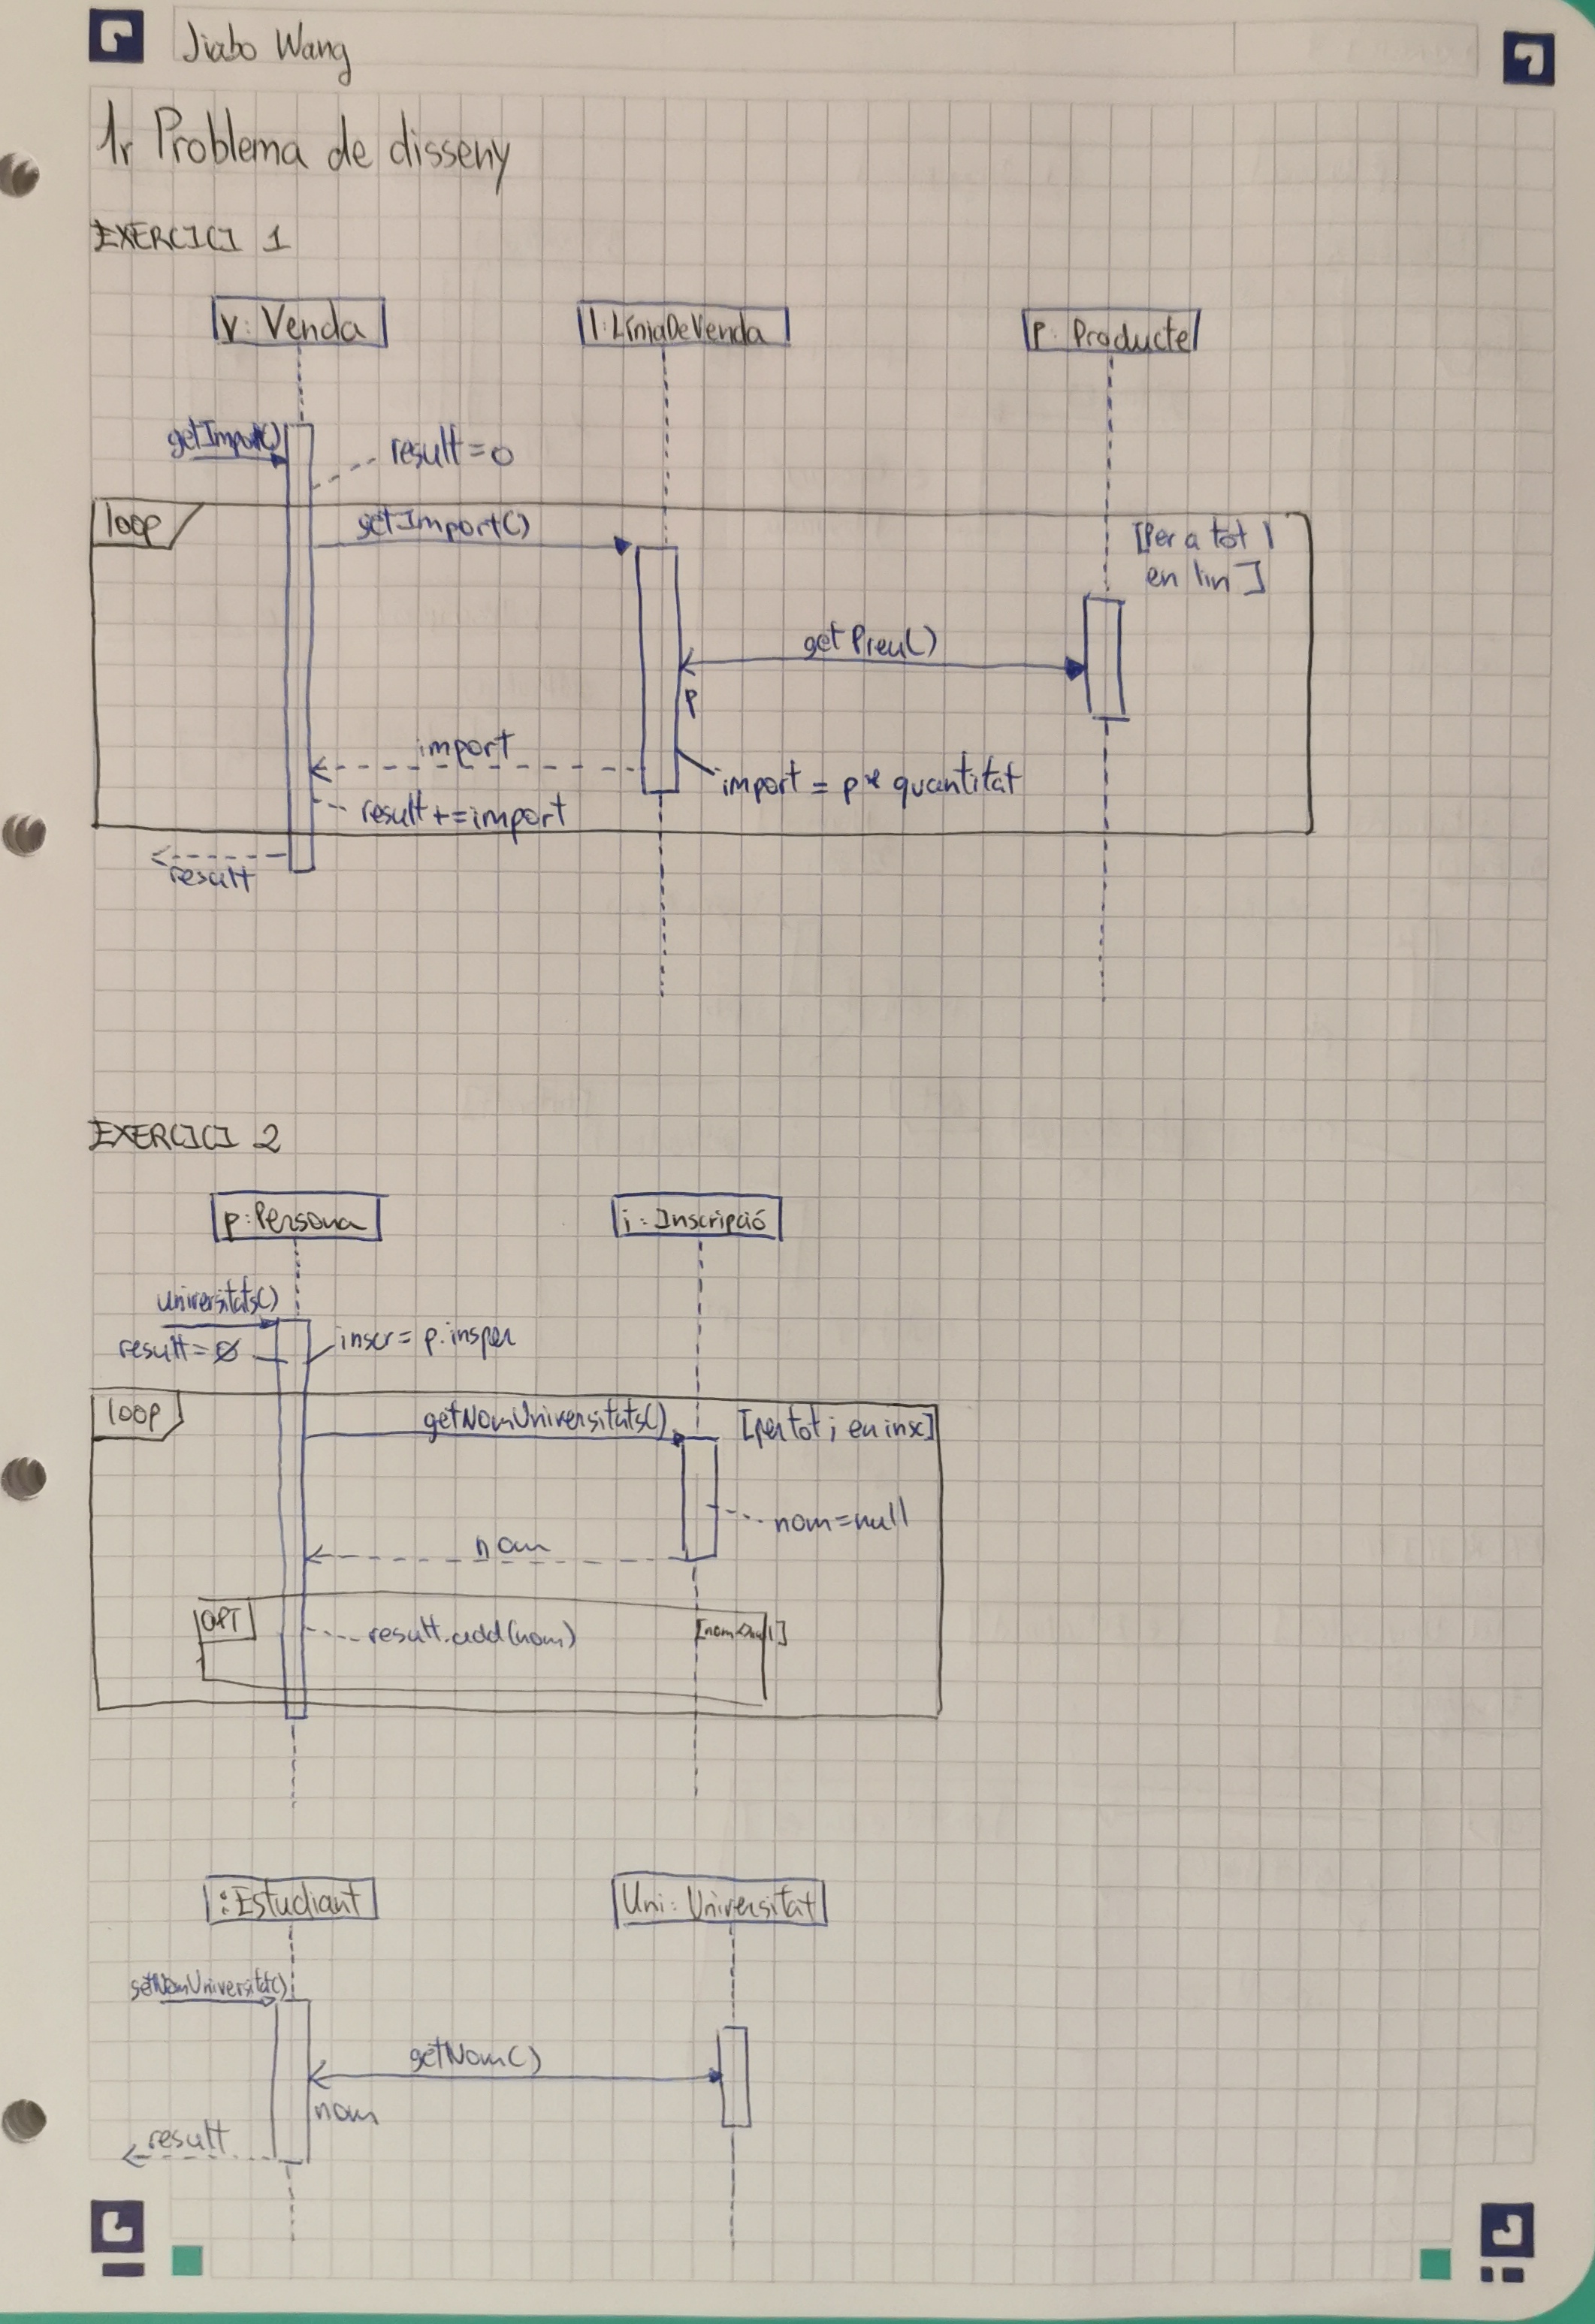 Jiabo Wang
1r Problema de disseny
EXERCICI 1
v: Venda
l:LíniaDeVenda
p: Producte
getImport()
result = 0
loop
getImport()
[Per a tot l
en lin]
getPreu()
p
import
import = p * quantitat
result += import
result
EXERCICI 2
p:Persona
i: Inscripció
universitats()
result = ∅
inscr = p.insper
loop
getNomUniversitats()
[per tot i en insc]
nom=null
nom
OPT
result.add(nom)
[nom<>null]
:Estudiant
Uni: Universitat
getNomUniversitat()
getNom()
nom
result